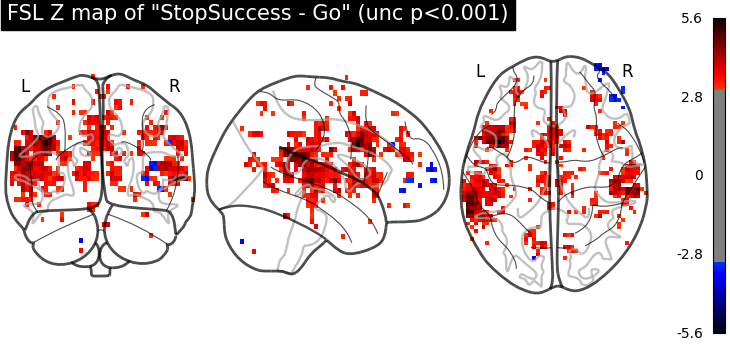 FSL Z map of "StopSuccess - Go" (unc p<0.001)
L R
L R
5.6
2.8
0
-2.8
-5.6